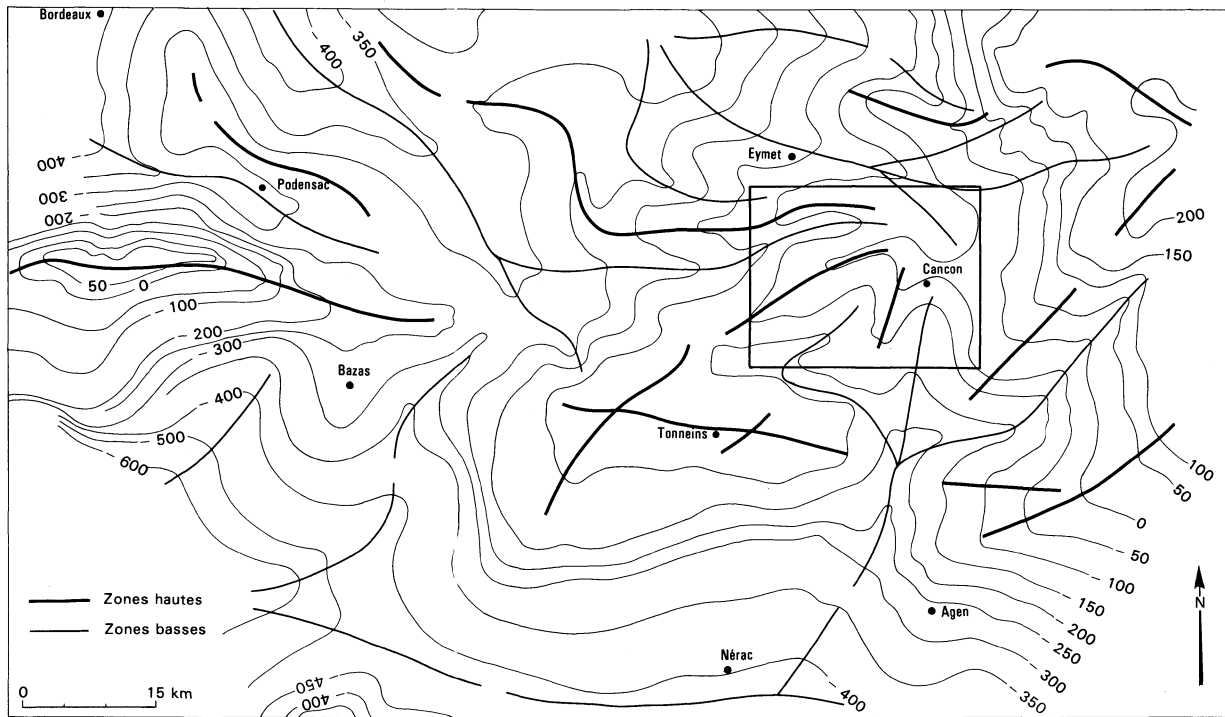 Bordeaux
- 400
350
- 400
- 300
- 200
Podensac
Eymet
200
150
50
0
- 100
- 200
- 300
- 400
- 500
- 600
Cancon
Bazas
Tonneins
100
50
0
- 50
- 100
- 150
- 200
- 250
- 300
- 350
Agen
Nérac
- 400
450
- 400
Zones hautes
Zones basses
0
15 km
N